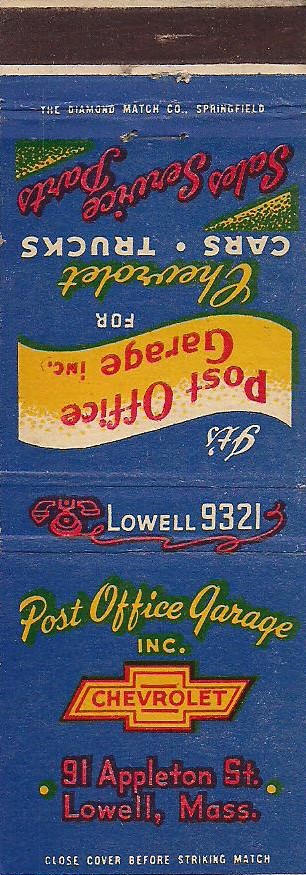 THE DIAMOND MATCH CO., SPRINGFIELD
It's
Post Office
Garage INC.
FOR
Chevrolet
CARS • TRUCKS
Sales Service
Parts
LOWELL 9321
Post Office Garage
INC.
CHEVROLET
• 91 Appleton St. •
Lowell, Mass.
CLOSE COVER BEFORE STRIKING MATCH